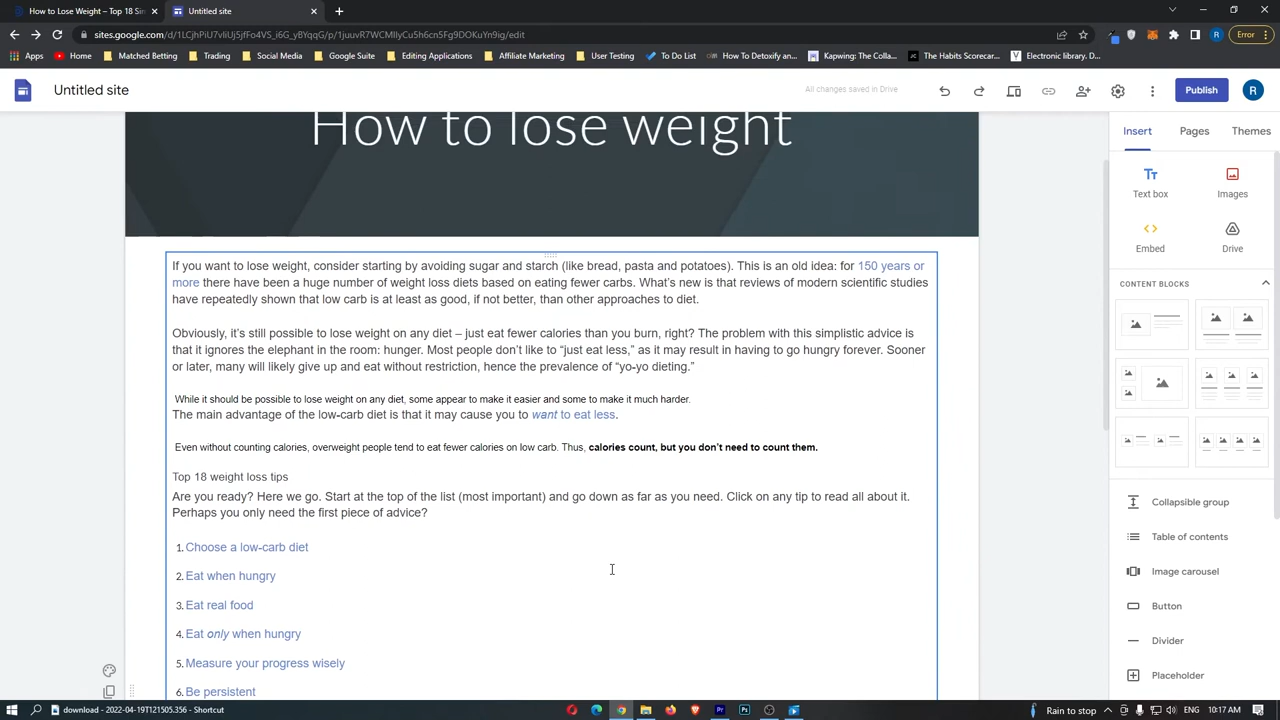 How to Lose Weight - Top 18 Sim
Untitled Site
sites.google.com/p/1LCjhPiU7vliUj5jfFo4VS_i6G_yBYqqG/p/1juuvR7WCMIlyCu5h6cn5Fg9DOKuYn9ig/edit
Error
Apps
Home
Matched Betting
Trading
Social Media
Google Suite
Editing Applications
Affilate Marketing
User Testing
To Do List
How To Detoxify an...
Kapwing: The Colla...
The Habits Scorecar...
Electronic library. D...
Untitled site
All changes saved in Drive
Publish
R
How to lose weight
Insert
Pages
Themes
Text box
Images
Embed
Drive
CONTENT BLOCKS
If you want to lose weight, consider starting by avoiding sugar and starch (like bread, pasta and potatoes). This is an old idea: for 150 years or
more there have been a huge number of weight loss diets based on eating fewer carbs. What's new is that reviews of modern scientific studies
have repeatedly shown that low carb is at least as good, if not better, than other approaches to diet.
Obviously, it's still possible to lose weight on any diet – just eat fewer calories than you burn, right? The problem with this simplistic advice is
that it ignores the elephant in the room: hunger. Most people don't like to “just eat less,” as it may result in having to go hungry forever. Sooner
or later, many will likely give up and eat without restriction, hence the prevalence of “yo-yo dieting.”
While it should be possible to lose weight on any diet, some appear to make it easier and some to make it much harder.
The main advantage of the low-carb diet is that it may cause you to want to eat less.
Even without counting calories, overweight people tend to eat fewer calories on low carb. Thus, calories count, but you don't need to count them.
Top 18 weight loss tips
Are you ready? Here we go. Start at the top of the list (most important) and go down as far as you need. Click on any tip to read all about it.
Perhaps you only need the first piece of advice?
1. Choose a low-carb diet
2. Eat when hungry
3. Eat real food
4. Eat only when hungry
5. Measure your progress wisely
6. Be persistent
Collapsible group
Table of contents
Image carousel
Button
Divider
Placeholder
download - 2022-04-19T121505.356 - Shortcut
Rain to stop
10:17 AM